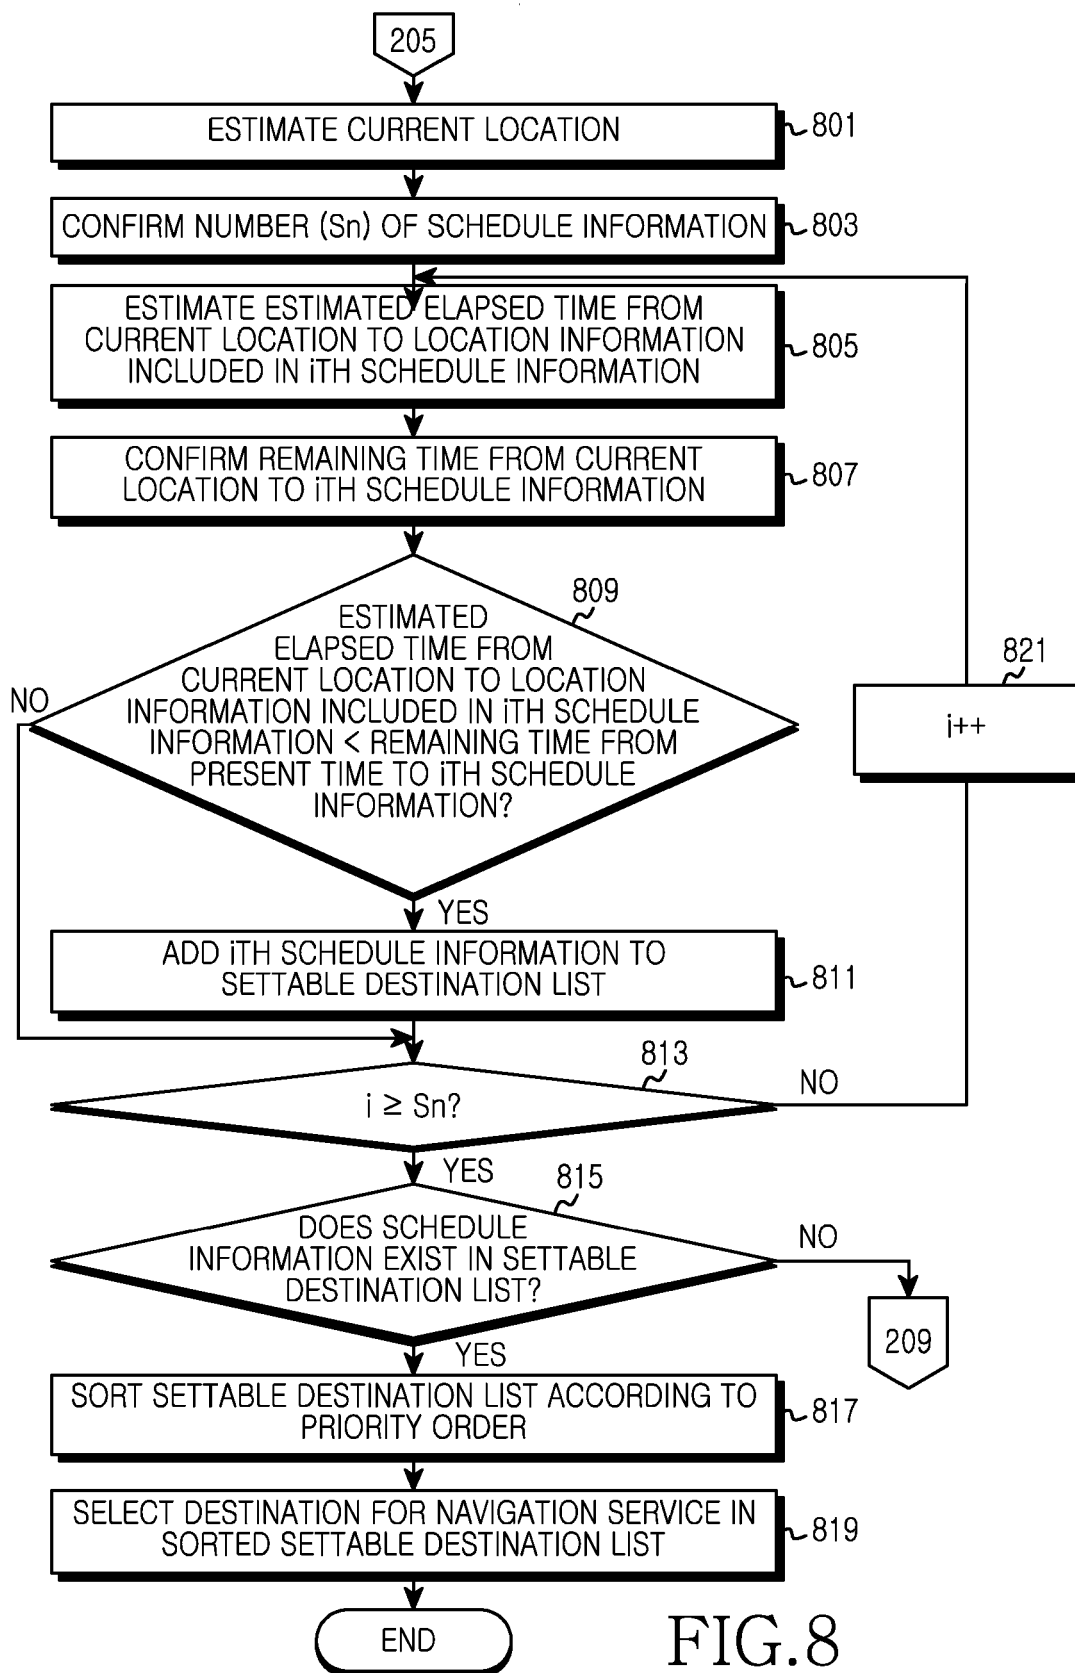 205
ESTIMATE CURRENT LOCATION
801
CONFIRM NUMBER (Sn) OF SCHEDULE INFORMATION
803
ESTIMATE ESTIMATED ELAPSED TIME FROM
CURRENT LOCATION TO LOCATION INFORMATION
INCLUDED IN iTH SCHEDULE INFORMATION
805
CONFIRM REMAINING TIME FROM CURRENT
LOCATION TO iTH SCHEDULE INFORMATION
807
809
ESTIMATED
ELAPSED TIME FROM
CURRENT LOCATION TO LOCATION
INFORMATION INCLUDED IN iTH SCHEDULE
INFORMATION < REMAINING TIME FROM
PRESENT TIME TO iTH SCHEDULE
INFORMATION?
NO
821
i++
YES
ADD iTH SCHEDULE INFORMATION TO
SETTABLE DESTINATION LIST
811
813
i ≥ Sn?
NO
YES
815
DOES SCHEDULE
INFORMATION EXIST IN SETTABLE
DESTINATION LIST?
NO
209
YES
SORT SETTABLE DESTINATION LIST ACCORDING TO
PRIORITY ORDER
817
SELECT DESTINATION FOR NAVIGATION SERVICE IN
SORTED SETTABLE DESTINATION LIST
819
END
FIG.8